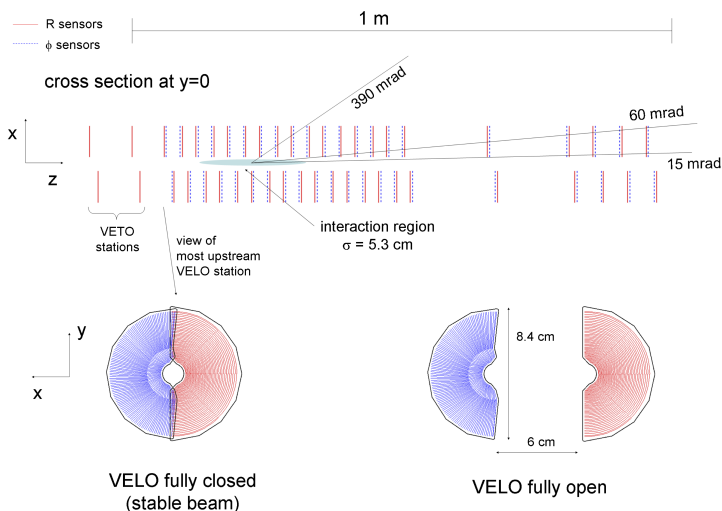 R sensors
1 m
ϕ sensors
cross section at y=0
390 mrad
60 mrad
x
15 mrad
z
interaction region
σ = 5.3 cm
VETO
stations
view of
most upstream
VELO station
y
x
8.4 cm
6 cm
VELO fully closed
(stable beam)
VELO fully open